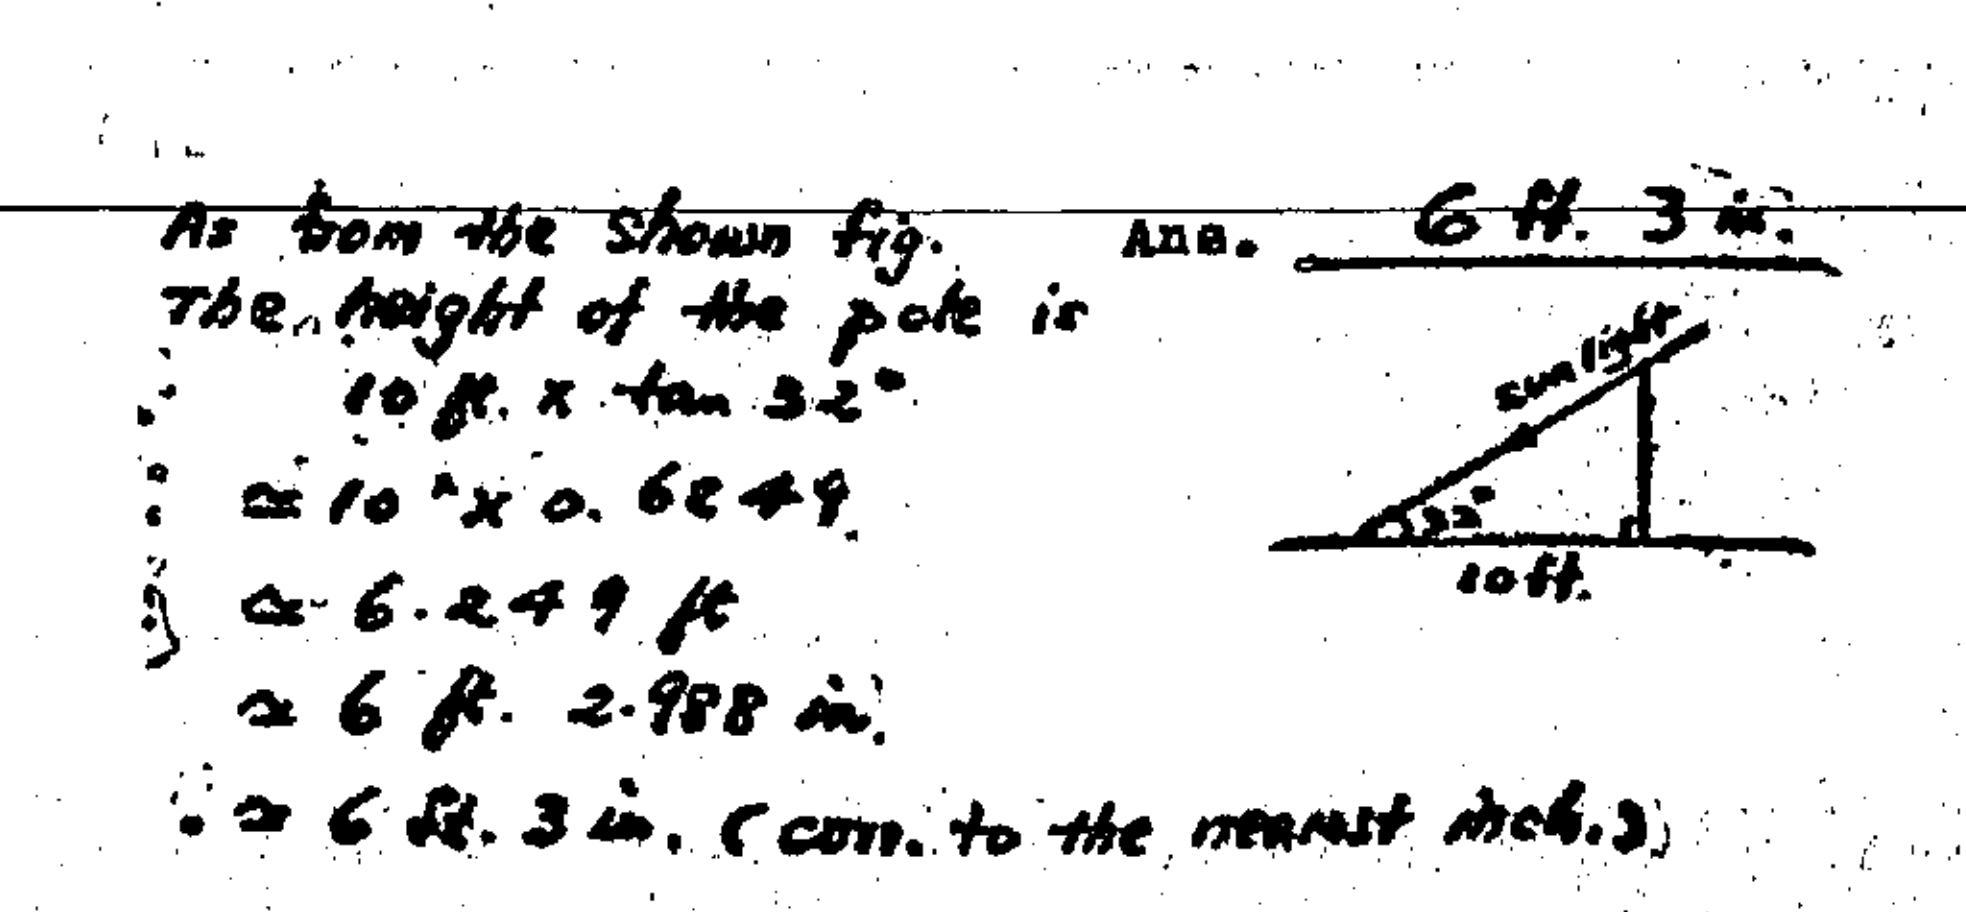 As from the shown fig.
Ans. 6 ft. 3 in.
The height of the pole is
10 ft. x tan 32°
≃ 10 x 0.6249
≃ 6.249 ft
≃ 6 ft. 2.988 in.
≃ 6 ft. 3 in. (corr. to the nearest inch.)
sun light
32°
10 ft.